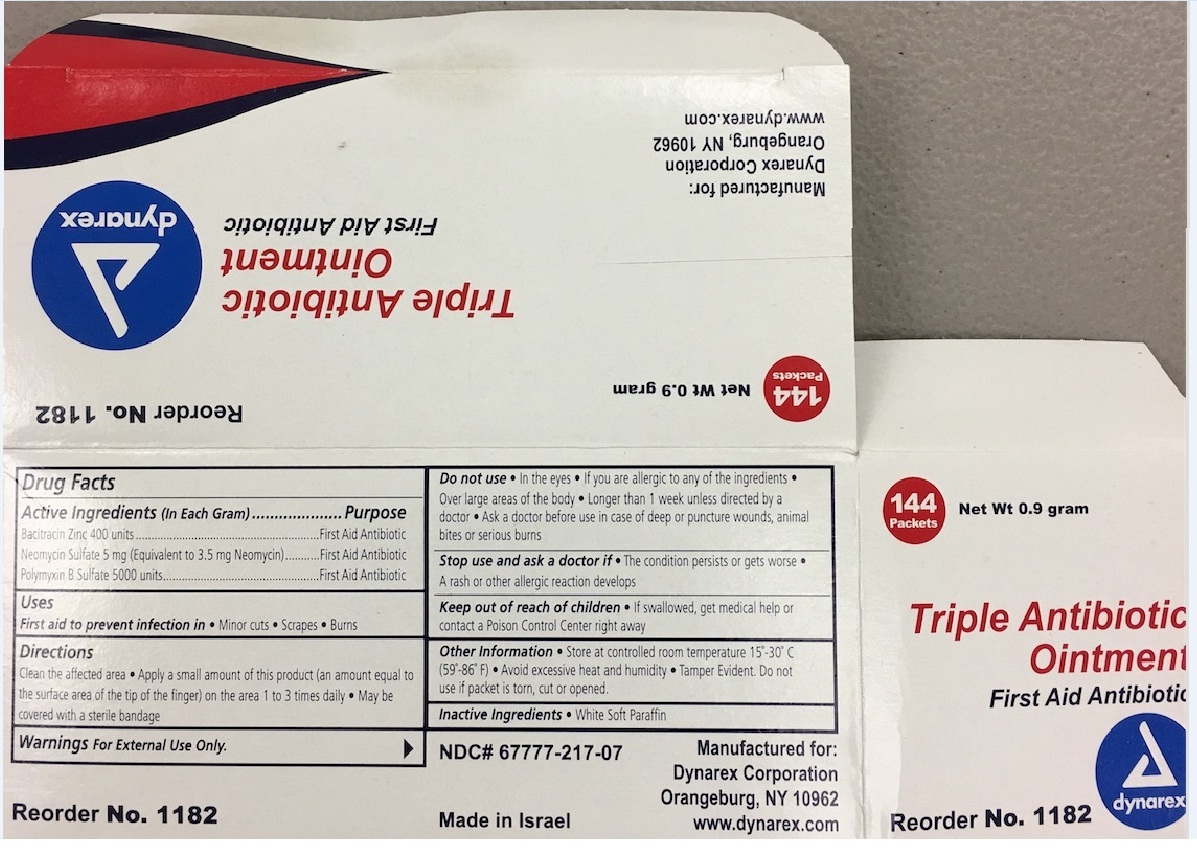 Reorder No. 1182
144
Packets
Net Wt 0.9 gram
Triple Antibiotic
Ointment
First Aid Antibiotic
dynarex
Manufactured for:
Dynarex Corporation
Orangeburg, NY 10962
www.dynarex.com
Drug Facts
Active Ingredients (In Each Gram)....................Purpose
Bacitracin Zinc 400 units............................................................First Aid Antibiotic
Neomycin Sulfate 5 mg (Equivalent to 3.5 mg Neomycin)..........First Aid Antibiotic
Polymyxin B Sulfate 5000 units...................................................First Aid Antibiotic
Uses
First aid to prevent infection in • Minor cuts • Scrapes • Burns
Directions
Clean the affected area • Apply a small amount of this product (an amount equal to
the surface area of the tip of the finger) on the area 1 to 3 times daily • May be
covered with a sterile bandage
Warnings For External Use Only.
Reorder No. 1182
Do not use • In the eyes • If you are allergic to any of the ingredients •
Over large areas of the body • Longer than 1 week unless directed by a
doctor • Ask a doctor before use in case of deep or puncture wounds, animal
bites or serious burns
Stop use and ask a doctor if • The condition persists or gets worse •
A rash or other allergic reaction develops
Keep out of reach of children • If swallowed, get medical help or
contact a Poison Control Center right away
Other Information • Store at controlled room temperature 15°-30° C
(59°-86° F) • Avoid excessive heat and humidity • Tamper Evident. Do not
use if packet is torn, cut or opened.
Inactive Ingredients • White Soft Paraffin
NDC# 67777-217-07
Made in Israel
Manufactured for:
Dynarex Corporation
Orangeburg, NY 10962
www.dynarex.com
144
Packets
Net Wt 0.9 gram
Triple Antibiotic
Ointment
First Aid Antibiotic
dynarex
Reorder No. 1182